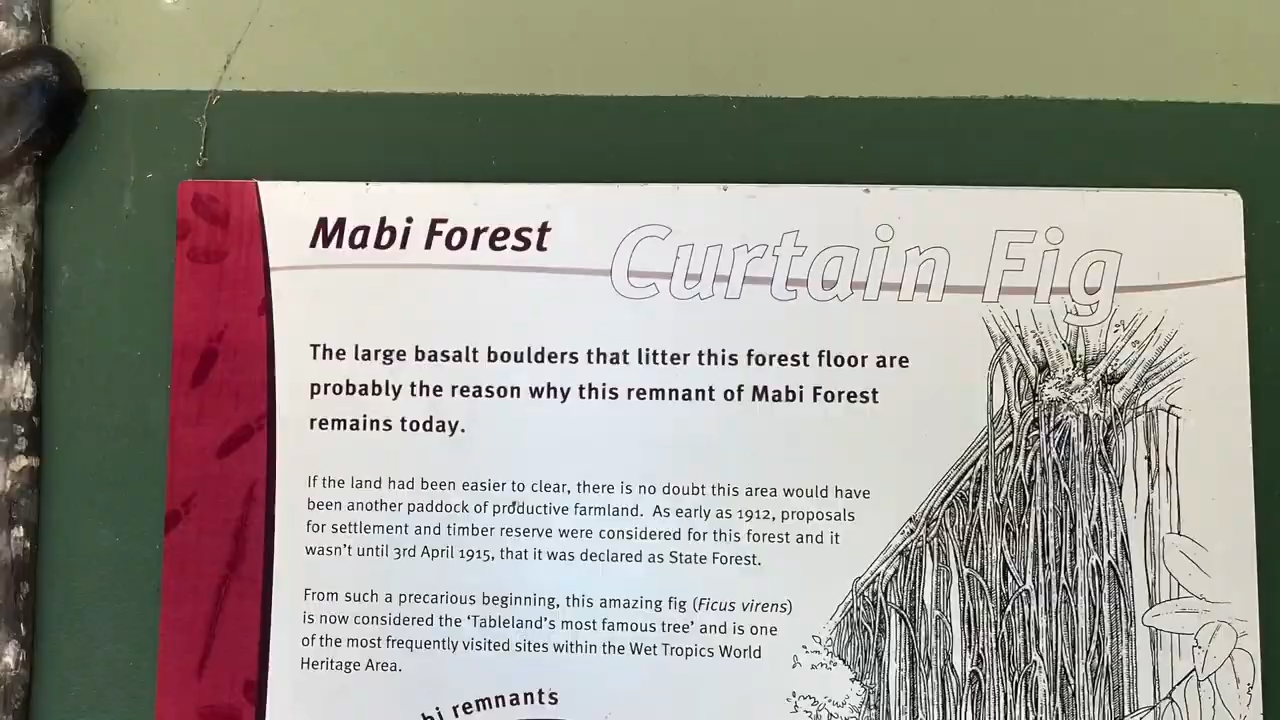 Mabi Forest
Curtain Fig
The large basalt boulders that litter this forest floor are
probably the reason why this remnant of Mabi Forest
remains today.
If the land had been easier to clear, there is no doubt this area would have
been another paddock of productive farmland. As early as 1912, proposals
for settlement and timber reserve were considered for this forest and it
wasn't until 3rd April 1915, that it was declared as State Forest.
From such a precarious beginning, this amazing fig (Ficus virens)
is now considered the 'Tableland's most famous tree' and is one
of the most frequently visited sites within the Wet Tropics World
Heritage Area.
remnants